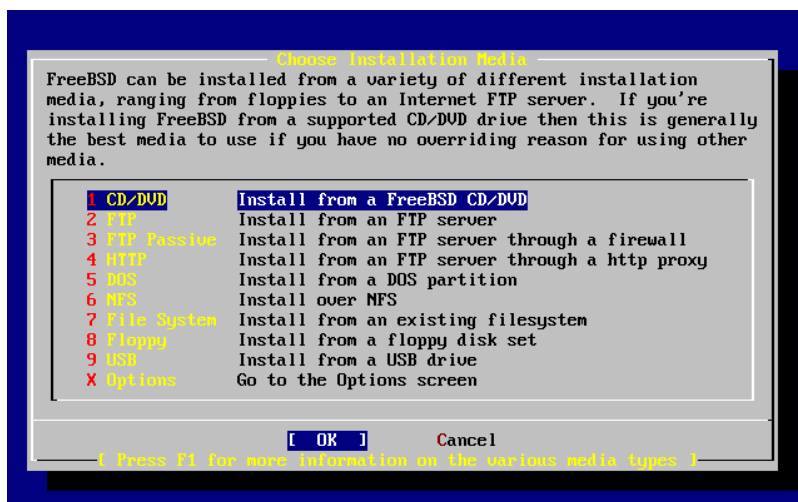 Choose Installation Media
FreeBSD can be installed from a variety of different installation
media, ranging from floppies to an Internet FTP server.  If you're
installing FreeBSD from a supported CD/DVD drive then this is generally
the best media to use if you have no overriding reason for using other
media.
1 CD/DVD Install from a FreeBSD CD/DVD
2 FTP Install from an FTP server
3 FTP Passive Install from an FTP server through a firewall
4 HTTP Install from an FTP server through a http proxy
5 DOS Install from a DOS partition
6 NFS Install over NFS
7 File System Install from an existing filesystem
8 Floppy Install from a floppy disk set
9 USB Install from a USB drive
X Options Go to the Options screen
[ OK ] Cancel
[ Press F1 for more information on the various media types ]